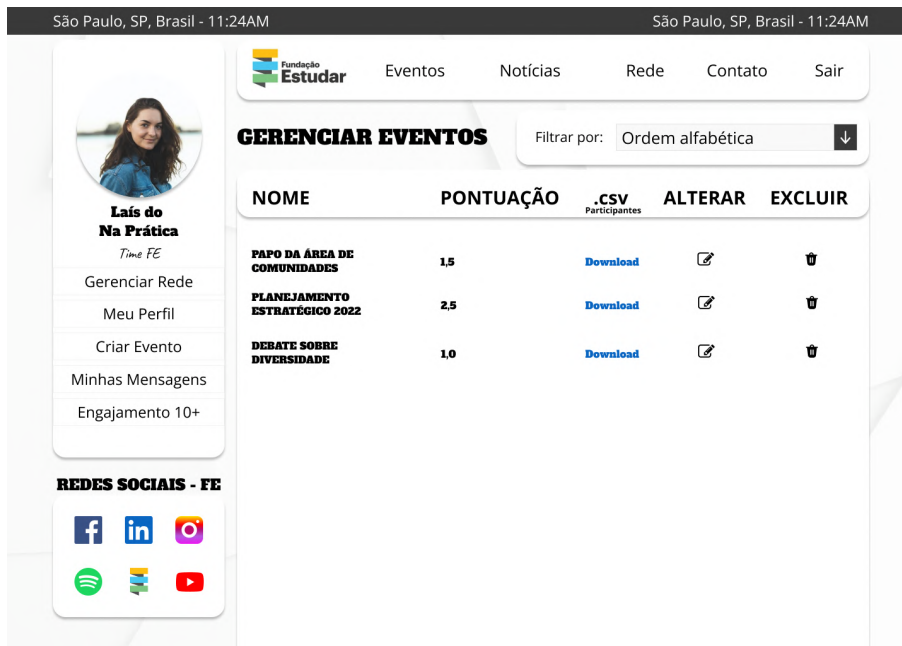 São Paulo, SP, Brasil - 11:24AM
São Paulo, SP, Brasil - 11:24AM
Fundação
Estudar
Eventos
Notícias
Rede
Contato
Sair
Laís do
Na Prática
Time FE
Gerenciar Rede
Meu Perfil
Criar Evento
Minhas Mensagens
Engajamento 10+
REDES SOCIAIS - FE
GERENCIAR EVENTOS
Filtrar por:
Ordem alfabética
NOME
PONTUAÇÃO
.CSV
Participantes
ALTERAR
EXCLUIR
PAPO DA ÁREA DE
COMUNIDADES
1,5
Download
PLANEJAMENTO
ESTRATÉGICO 2022
2,5
Download
DEBATE SOBRE
DIVERSIDADE
1,0
Download